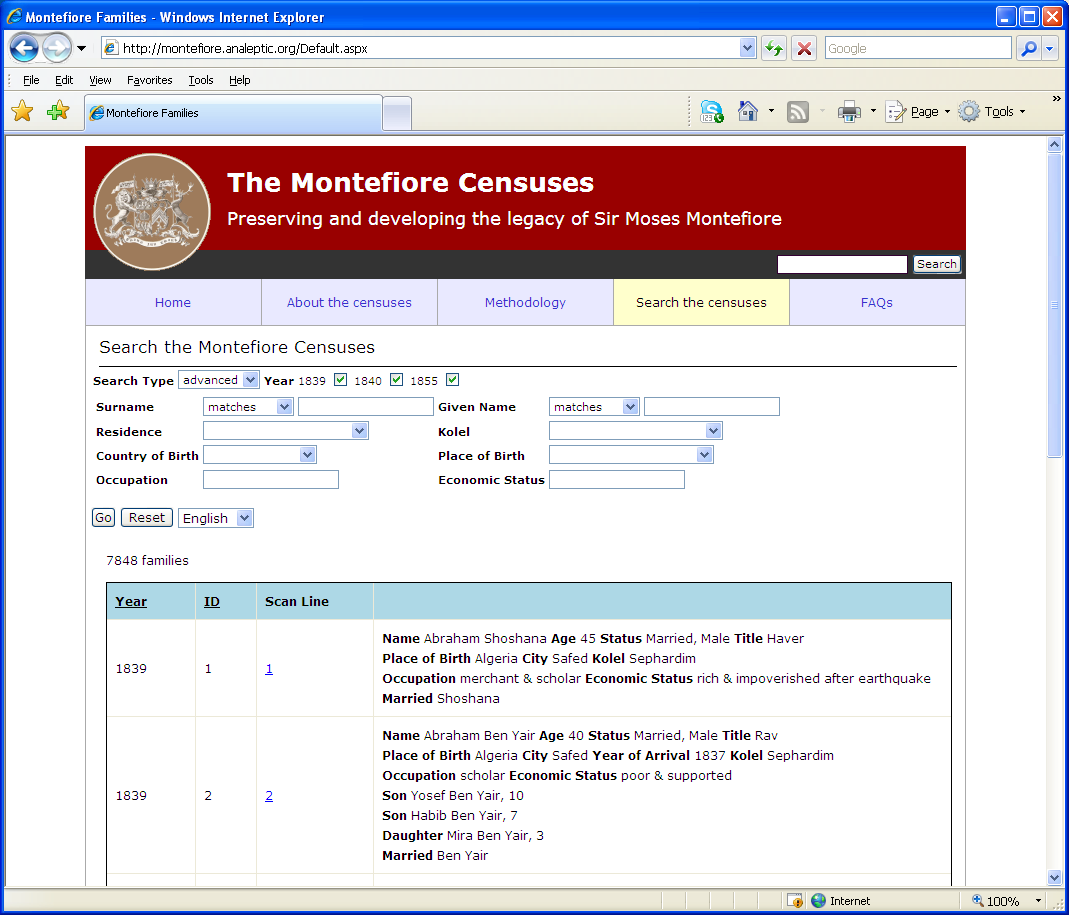 Montefiore Families - Windows Internet Explorer
http://montefiore.analeptic.org/Default.aspx Google
File Edit View Favorites Tools Help
Montefiore Families Page Tools »
The Montefiore Censuses
Preserving and developing the legacy of Sir Moses Montefiore
Search
Home About the censuses Methodology Search the censuses FAQs
Search the Montefiore Censuses
Search Type advanced Year 1839 1840 1855
Surname matches Given Name matches
Residence Kolel
Country of Birth Place of Birth
Occupation Economic Status
Go Reset English
7848 families
Year ID Scan Line
1839 1 1
Name Abraham Shoshana Age 45 Status Married, Male Title Haver
Place of Birth Algeria City Safed Kolel Sephardim
Occupation merchant & scholar Economic Status rich & impoverished after earthquake
Married Shoshana
1839 2 2
Name Abraham Ben Yair Age 40 Status Married, Male Title Rav
Place of Birth Algeria City Safed Year of Arrival 1837 Kolel Sephardim
Occupation scholar Economic Status poor & supported
Son Yosef Ben Yair, 10
Son Habib Ben Yair, 7
Daughter Mira Ben Yair, 3
Married Ben Yair
Internet 100%